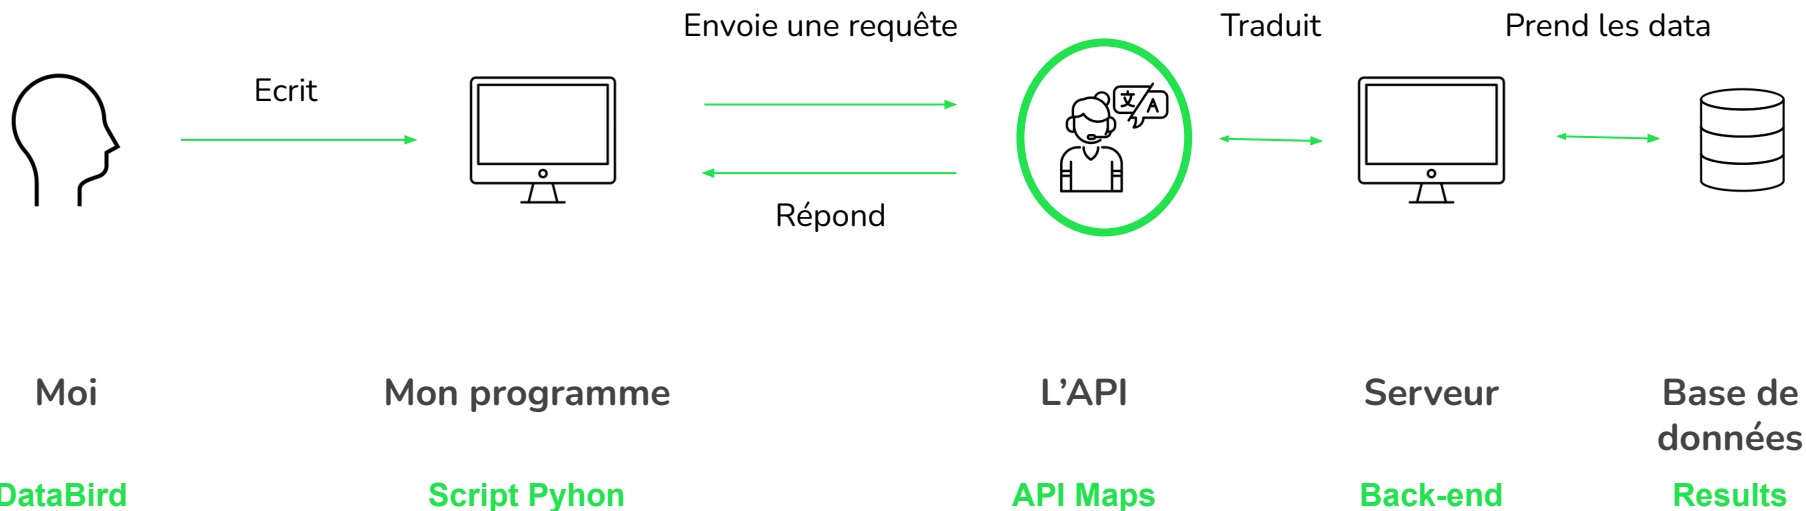 Envoie une requête
Traduit
Prend les data
Ecrit
文
A
Répond
Moi
Mon programme
L'API
Serveur
Base de
données
DataBird
Script Pyhon
API Maps
Back-end
Results